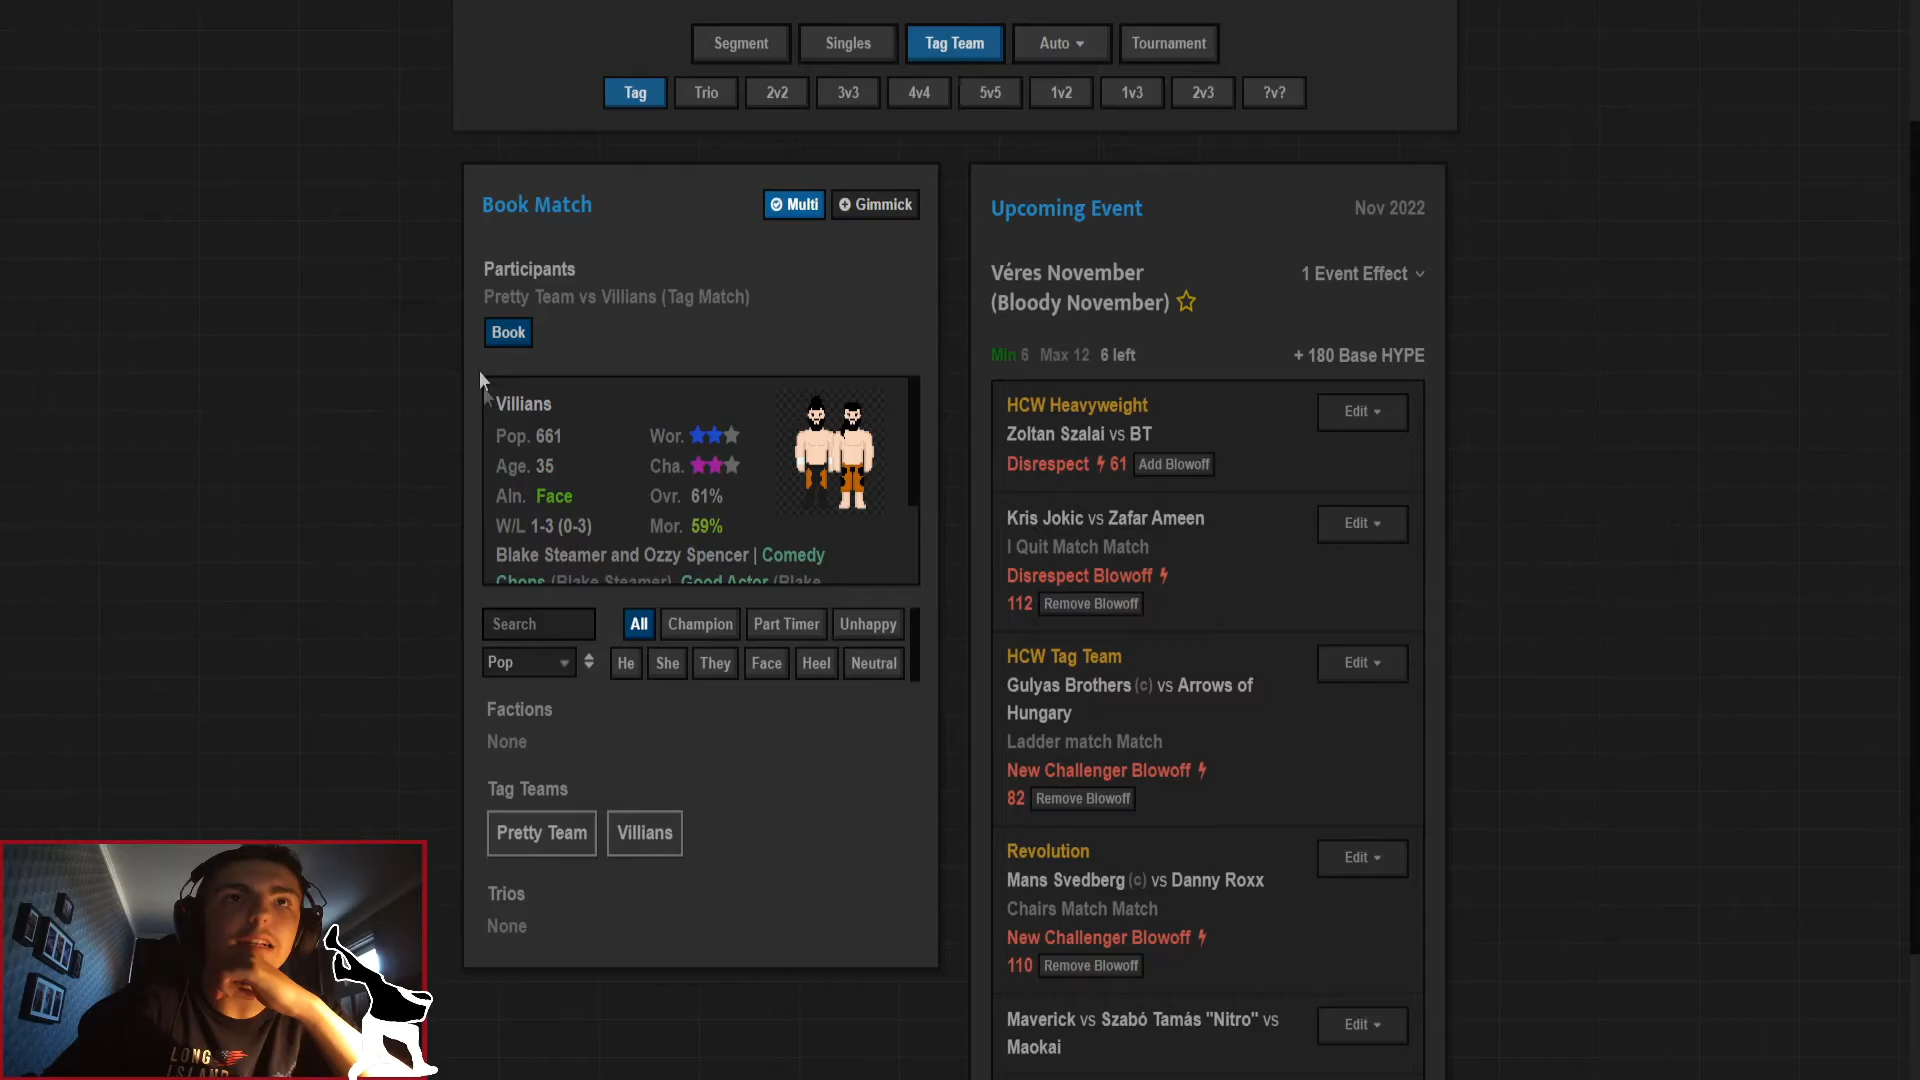 Segment Singles Tag Team Auto Tournament
Tag Trio 2v2 3v3 4v4 5v5 1v2 1v3 2v3 ?v?
Book Match Multi Gimmick
Participants
Pretty Team vs Villians (Tag Match)
Book
Villians
Pop. 661 Wor.
Age. 35 Cha.
Aln. Face Ovr. 61%
W/L 1-3 (0-3) Mor. 59%
Blake Steamer and Ozzy Spencer | Comedy
Chops (Blake Steamer), Good Actor (Blake
Search All Champion Part Timer Unhappy
Pop He She They Face Heel Neutral
Factions
None
Tag Teams
Pretty Team Villians
Trios
None
Upcoming Event Nov 2022
Véres November 1 Event Effect
(Bloody November)
Min 6 Max 12 6 left + 180 Base HYPE
HCW Heavyweight Edit
Zoltan Szalai vs BT
Disrespect 61 Add Blowoff
Kris Jokic vs Zafar Ameen Edit
I Quit Match Match
Disrespect Blowoff
112 Remove Blowoff
HCW Tag Team Edit
Gulyas Brothers (c) vs Arrows of
Hungary
Ladder match Match
New Challenger Blowoff
82 Remove Blowoff
Revolution Edit
Mans Svedberg (c) vs Danny Roxx
Chairs Match Match
New Challenger Blowoff
110 Remove Blowoff
Maverick vs Szabó Tamás "Nitro" vs Edit
Maokai
LONG
ISLAND